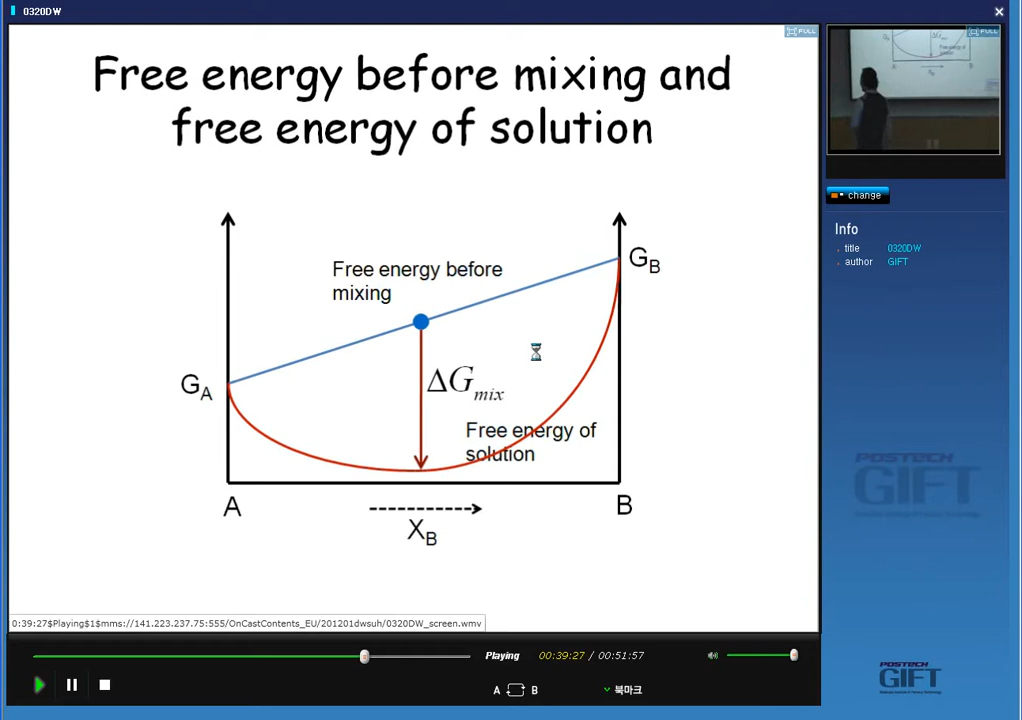 0320DW
FULL
Free energy before mixing and
free energy of solution
Free energy before
mixing
G_B
G_A
ΔG_mix
Free energy of
solution
A
B
X_B
0:39:27$Playing$1$mms://141.223.237.75:555/OnCastContents_EU/201201dwsuh/0320DW_screen.wmv
FULL
change
Info
title 0320DW
author GIFT
POSTECH
GIFT
Playing 00:39:27 / 00:51:57
A B 북마크
POSTECH
GIFT